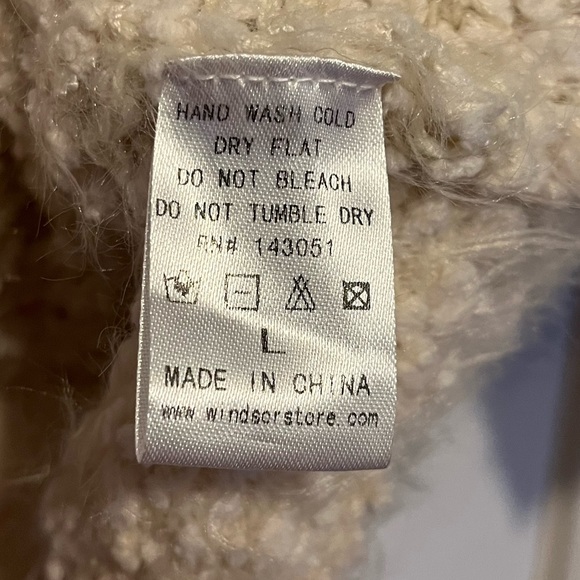 HAND WASH COLD
DRY FLAT
DO NOT BLEACH
DO NOT TUMBLE DRY
RN# 143051
L
MADE IN CHINA
www.windsorstore.com